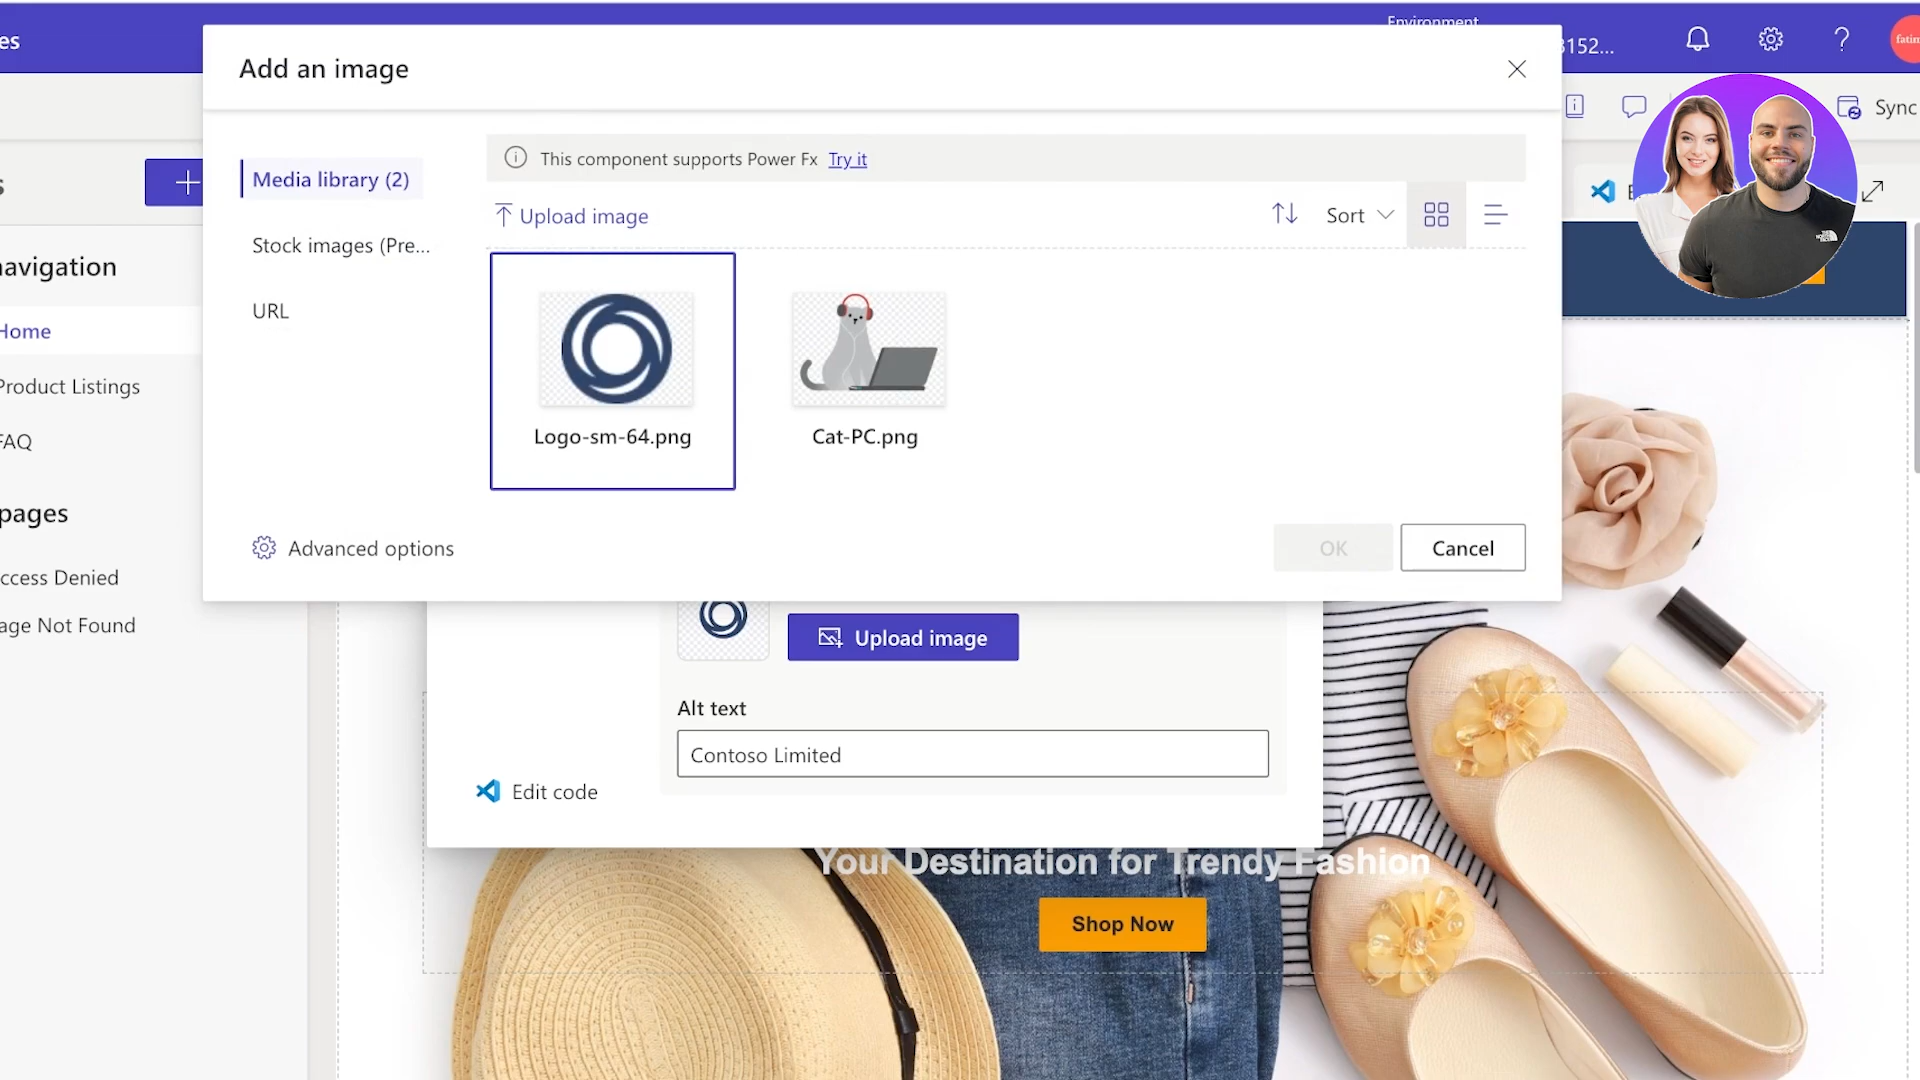 Environment
es
3152...
fatim
Add an image
Sync
Media library (2)
This component supports Power Fx Try it
Stock images (Pre...
Upload image
Sort
URL
avigation
Home
Product Listings
FAQ
Logo-sm-64.png
Cat-PC.png
pages
Advanced options
OK
Cancel
ccess Denied
age Not Found
Upload image
Alt text
Contoso Limited
Edit code
Your Destination for Trendy Fashion
Shop Now